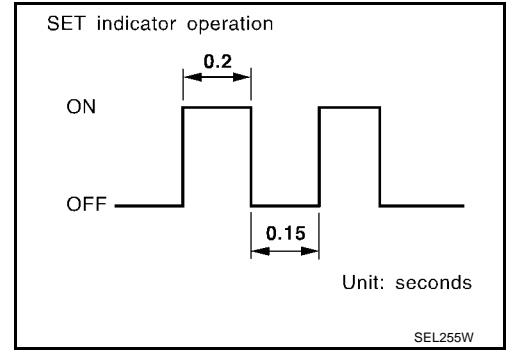 SET indicator operation
0.2
ON
OFF
0.15
Unit: seconds
SEL255W